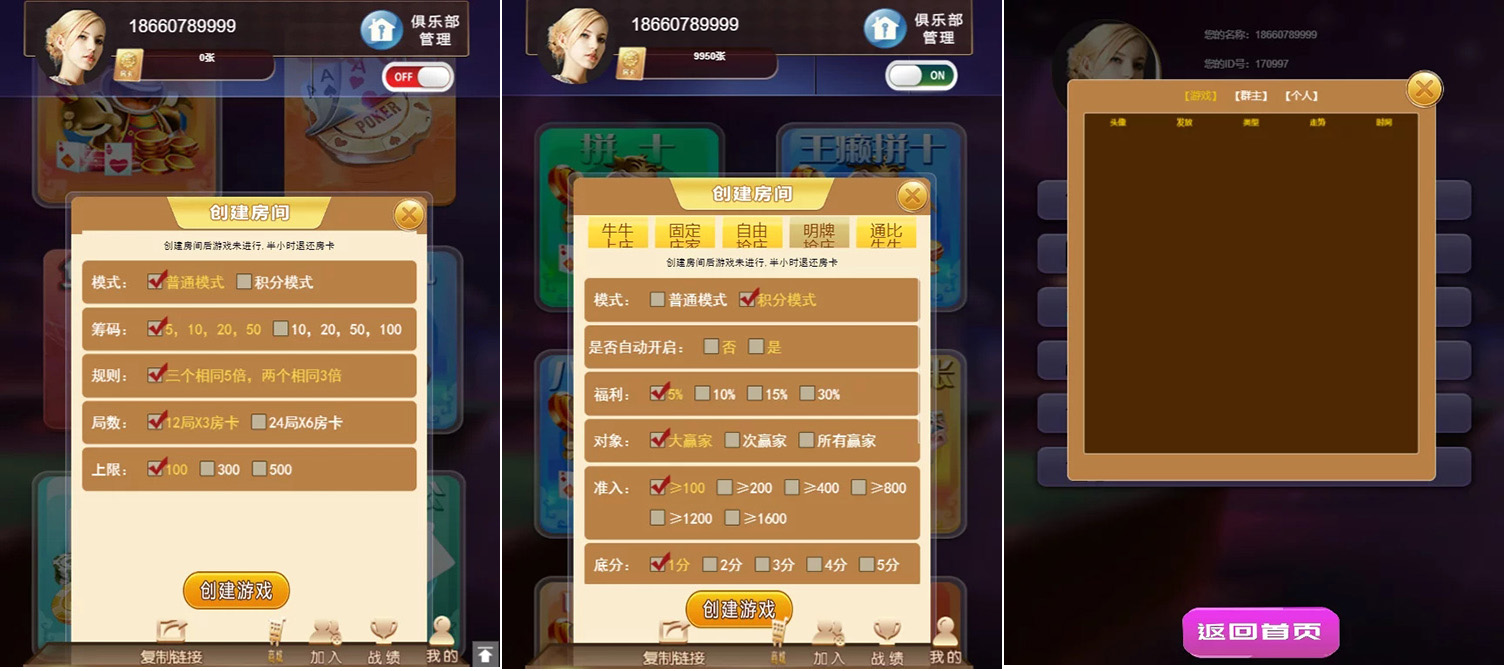 18660789999
俱乐部
管理
房卡
0张
OFF
POKER
创建房间
创建房间后游戏未进行,半小时退还房卡
模式: 普通模式 积分模式
筹码: 5, 10, 20, 50 10, 20, 50, 100
规则: 三个相同5倍, 两个相同3倍
局数: 12局X3房卡 24局X6房卡
上限: 100 300 500
创建游戏
复制链接 商城 加入 战绩 我的
18660789999
俱乐部
管理
房卡
9950张
ON
拼十 王癞拼十
创建房间
牛牛上庄 固定庄家 自由抢庄 明牌抢庄 通比牛牛
创建房间后游戏未进行,半小时退还房卡
模式: 普通模式 积分模式
是否自动开启: 否 是
福利: 5% 10% 15% 30%
对象: 大赢家 次赢家 所有赢家
准入: ≥100 ≥200 ≥400 ≥800
≥1200 ≥1600
底分: 1分 2分 3分 4分 5分
创建游戏
复制链接 商城 加入 战绩 我的
您的名称: 18660789999
您的ID号: 170997
【游戏】 【群主】 【个人】
头像 发放 类型 走势 时间
返回首页